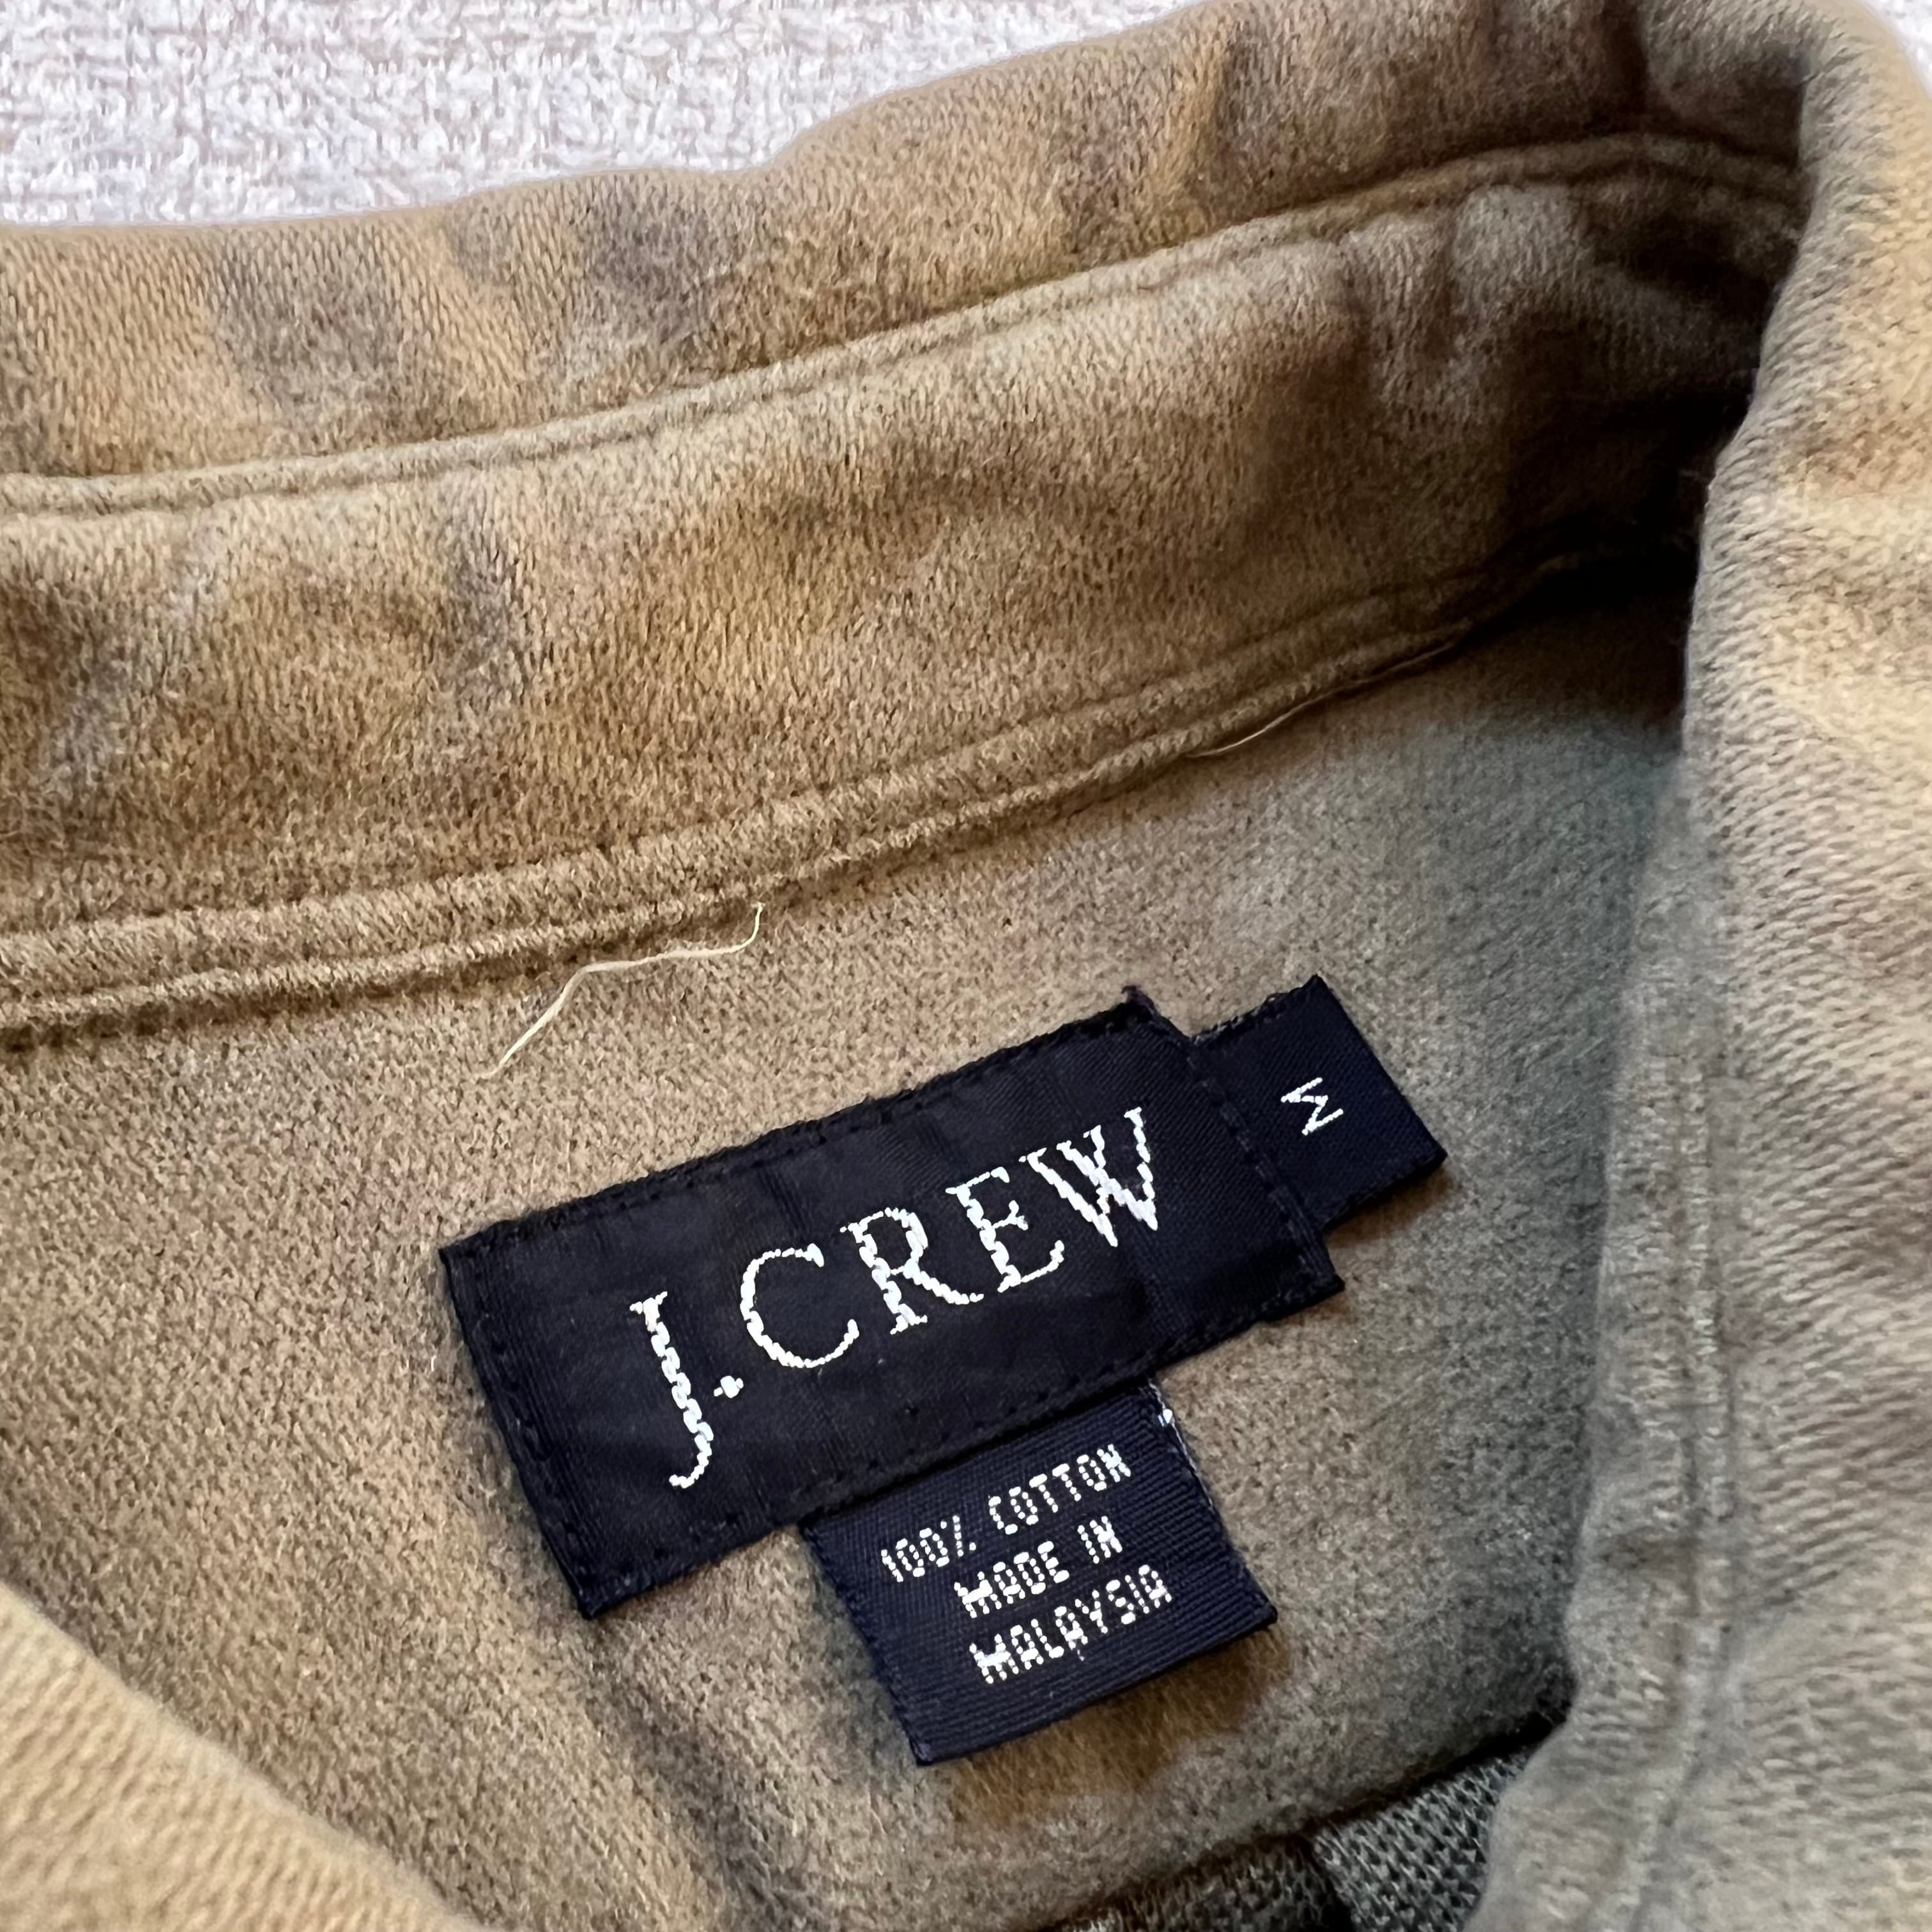 J.CREW
M
100% COTTON
MADE IN
MALAYSIA